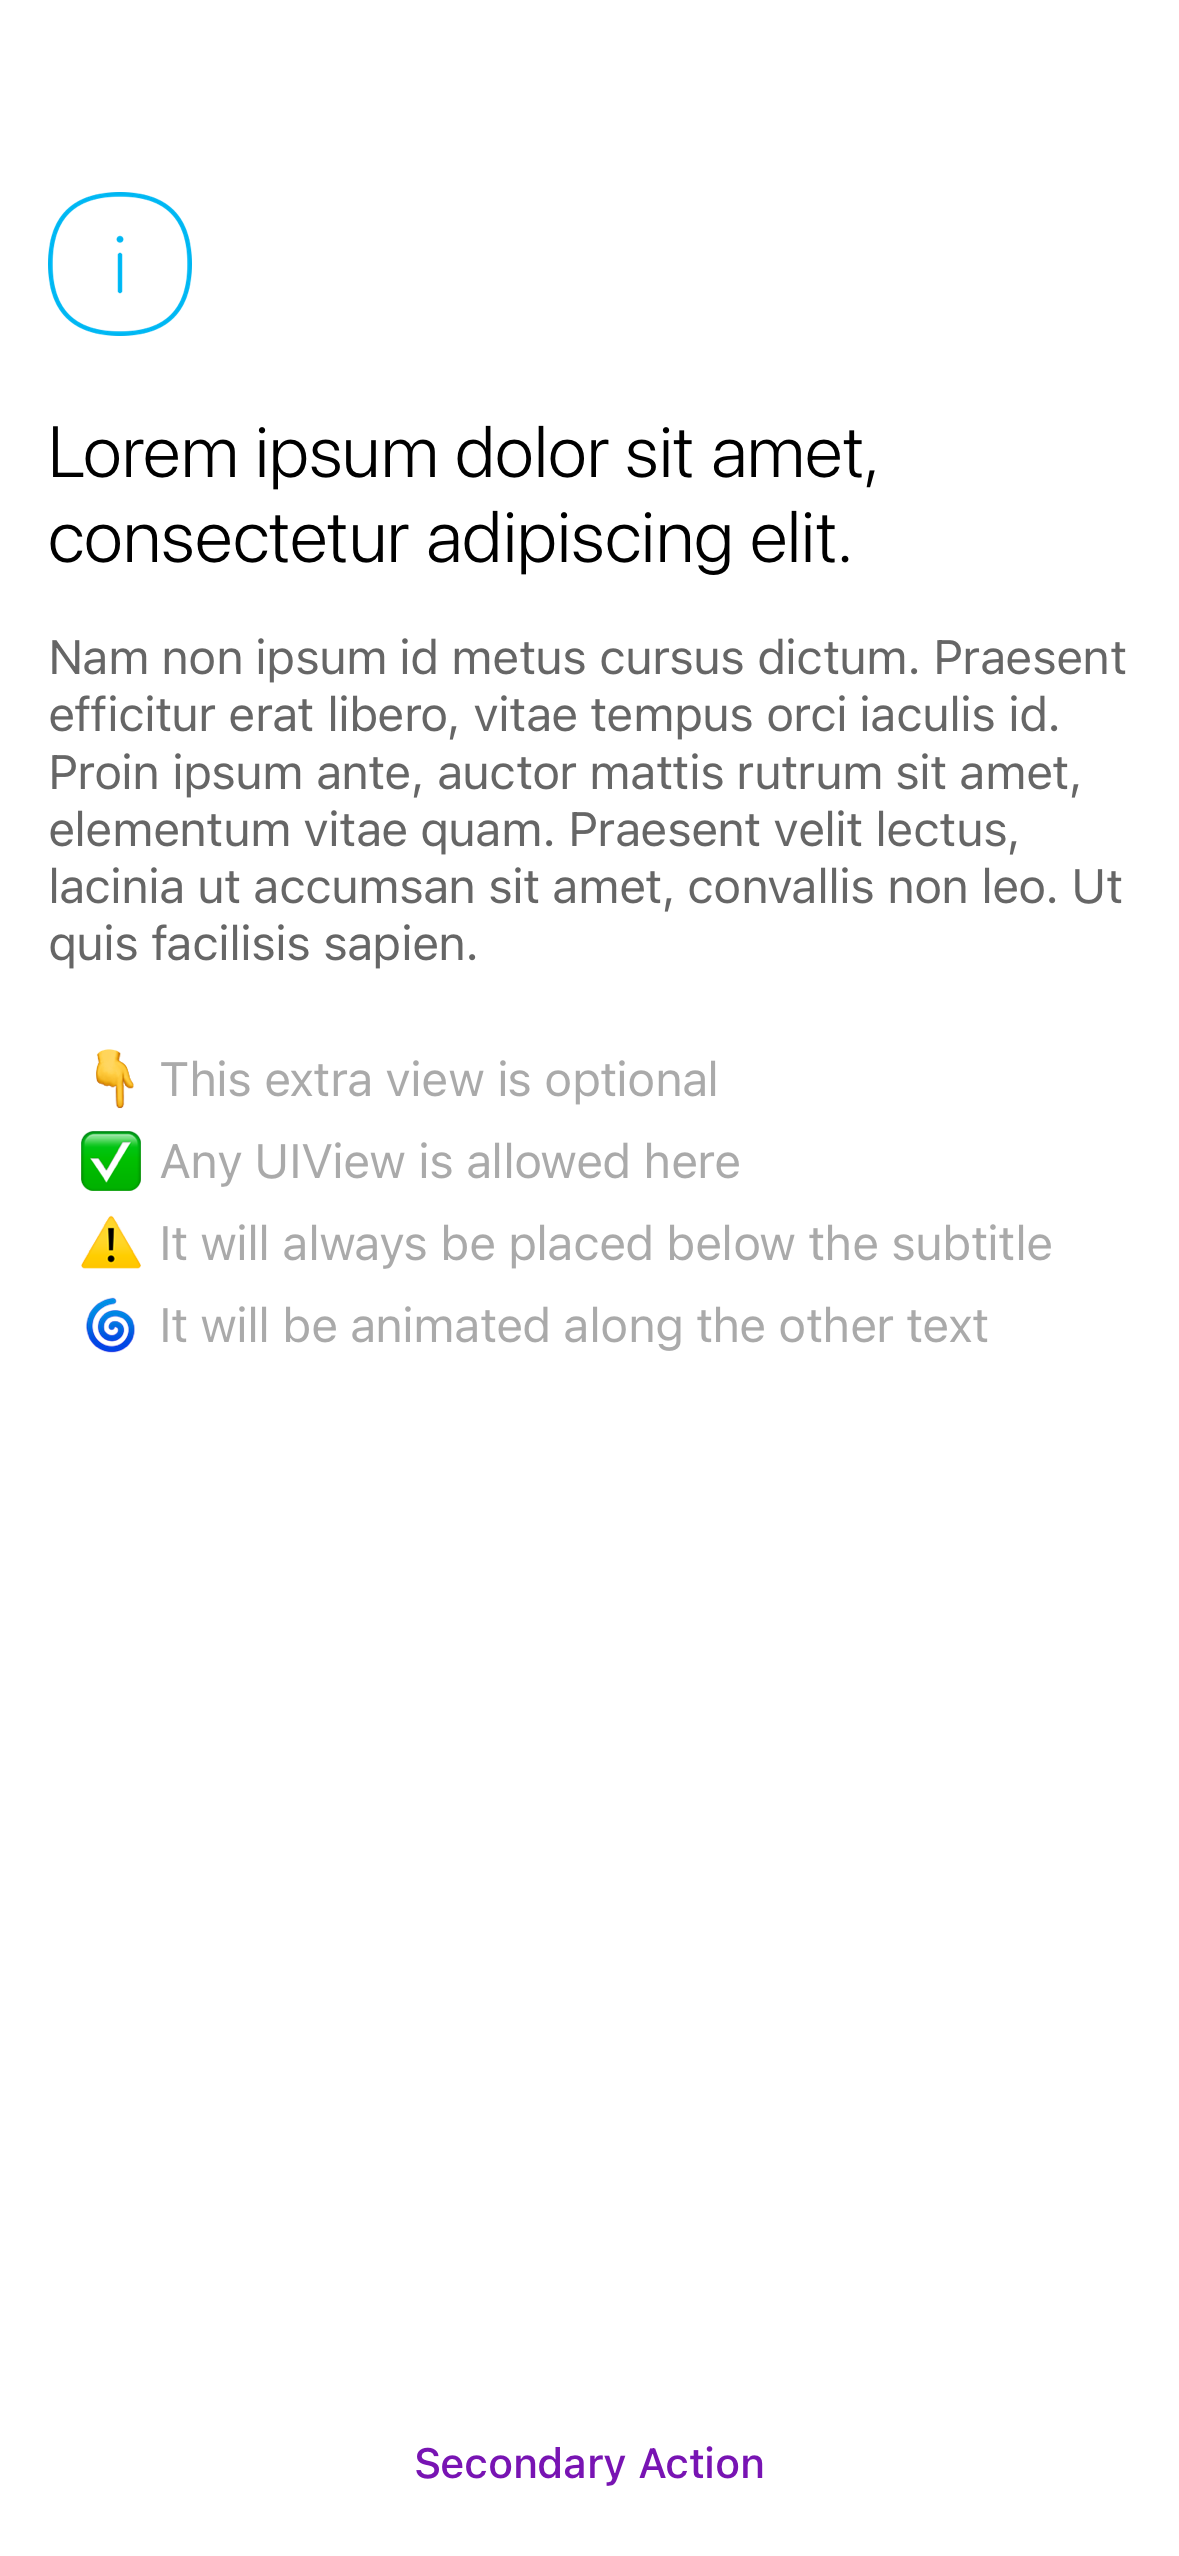 Lorem ipsum dolor sit amet,
consectetur adipiscing elit.
Nam non ipsum id metus cursus dictum. Praesent
efficitur erat libero, vitae tempus orci iaculis id.
Proin ipsum ante, auctor mattis rutrum sit amet,
elementum vitae quam. Praesent velit lectus,
lacinia ut accumsan sit amet, convallis non leo. Ut
quis facilisis sapien.
👇 This extra view is optional
✅ Any UIView is allowed here
⚠️ It will always be placed below the subtitle
🌀 It will be animated along the other text
Secondary Action